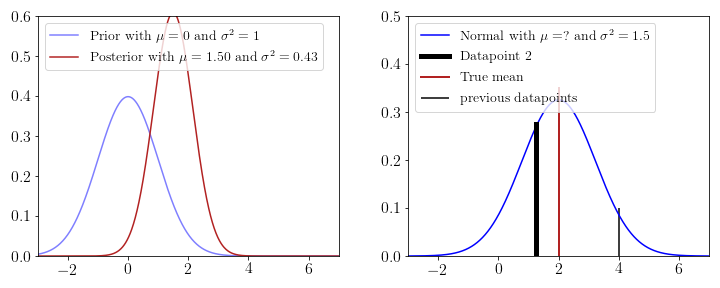 Prior with μ = 0 and σ² = 1
Posterior with μ = 1.50 and σ² = 0.43
0.6
0.5
0.4
0.3
0.2
0.1
0.0
−2 0 2 4 6
Normal with μ =? and σ² = 1.5
Datapoint 2
True mean
previous datapoints
0.5
0.4
0.3
0.2
0.1
0.0
−2 0 2 4 6